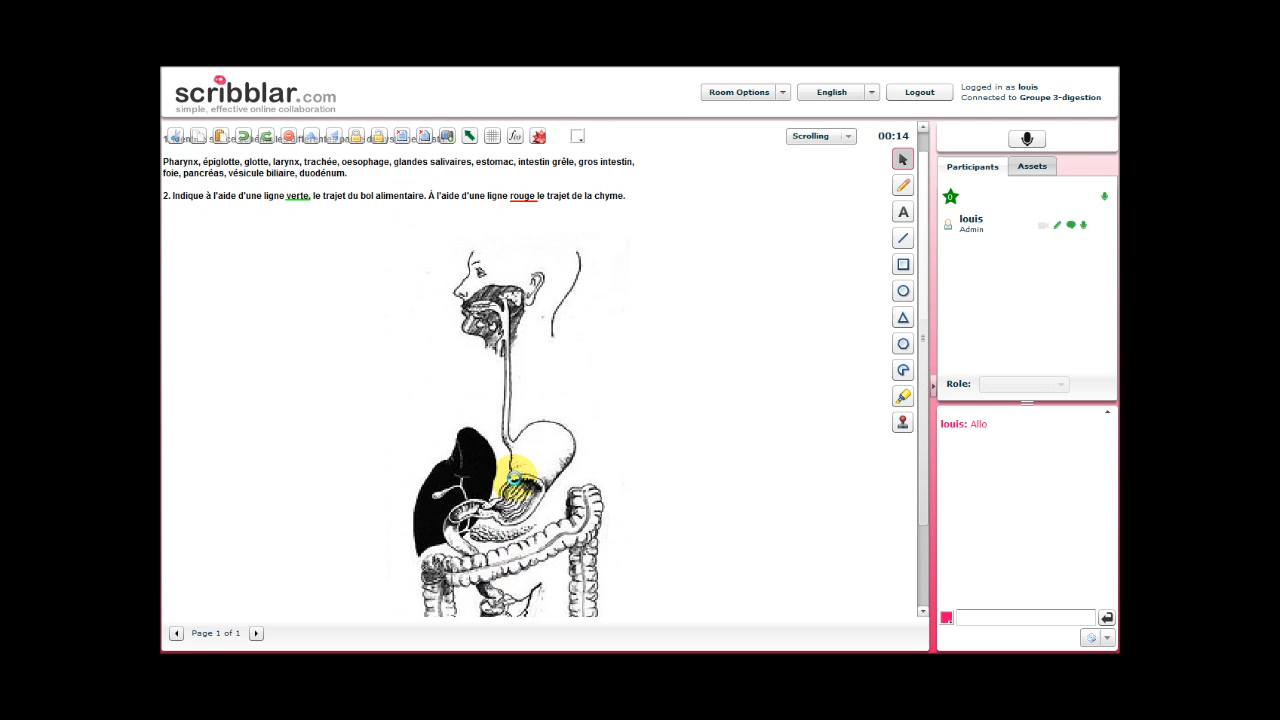 scribblar.com
simple, effective online collaboration
Room Options
English
Logout
Logged in as louis
Connected to Groupe 3-digestion
Scrolling
00:14
Pharynx, épiglotte, glotte, larynx, trachée, oesophage, glandes salivaires, estomac, intestin grêle, gros intestin,
foie, pancréas, vésicule biliaire, duodénum.
2. Indique à l'aide d'une ligne verte, le trajet du bol alimentaire. À l'aide d'une ligne rouge le trajet de la chyme.
A
f(x)
Participants
Assets
0
louis
Admin
Role:
louis: Allo
Page 1 of 1